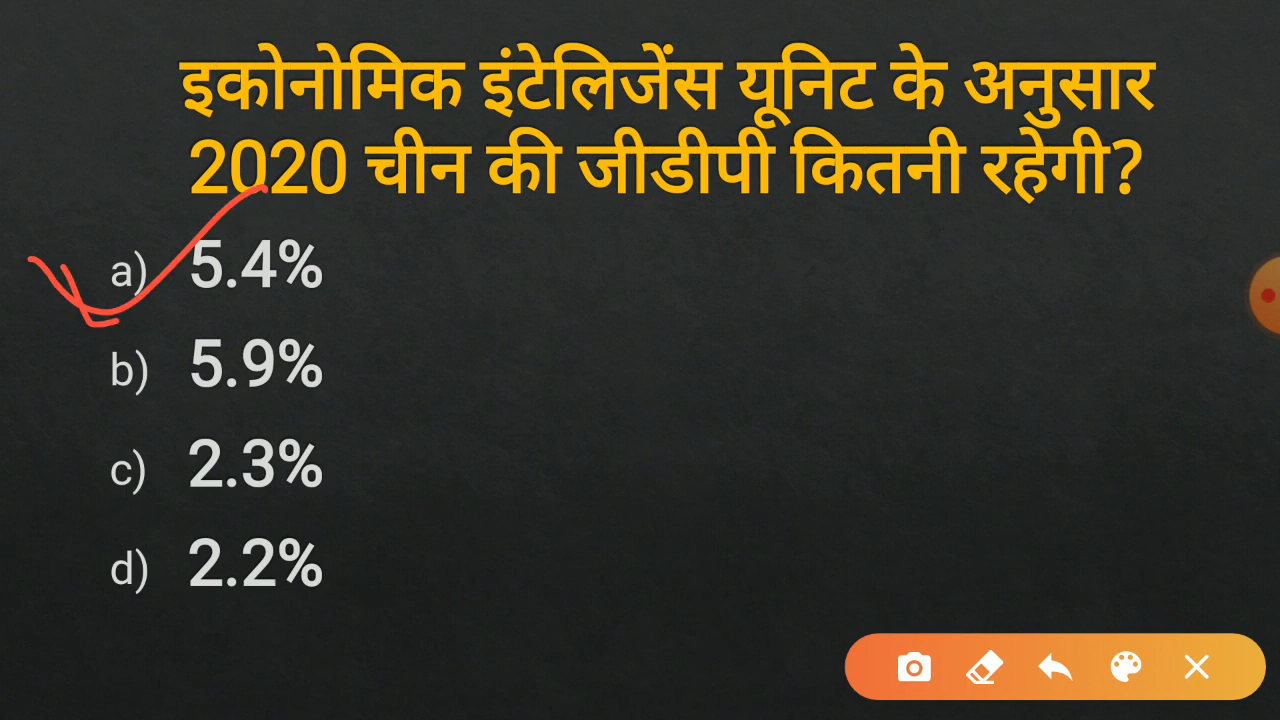 इकोनोमिक इंटेलिजेंस यूनिट के अनुसार
2020 चीन की जीडीपी कितनी रहेगी?
a) 5.4%
b) 5.9%
c) 2.3%
d) 2.2%